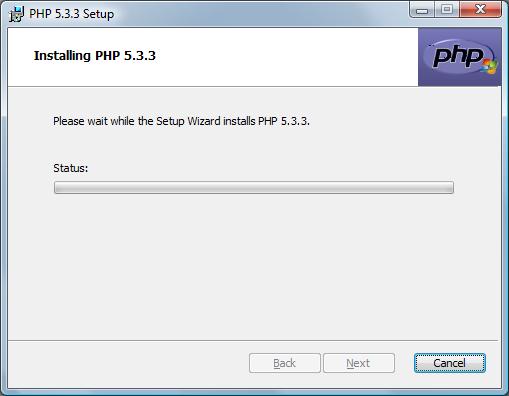 PHP 5.3.3 Setup
Installing PHP 5.3.3
php
Please wait while the Setup Wizard installs PHP 5.3.3.
Status:
Back Next Cancel